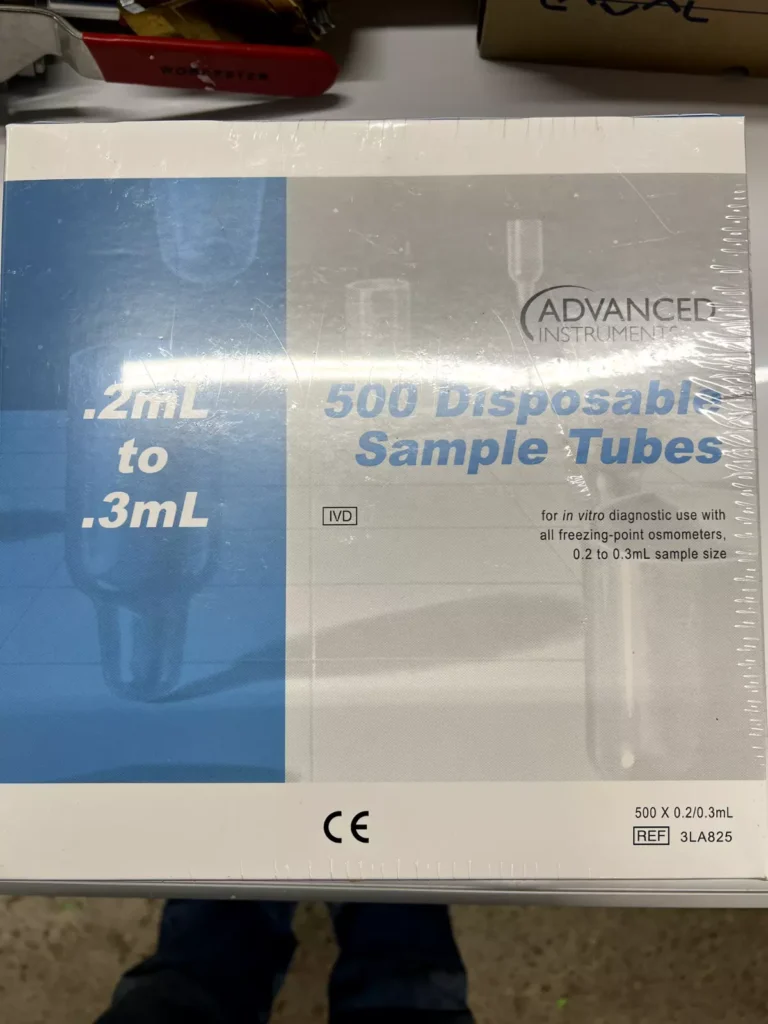 ADVANCED
INSTRUMENTS
.2mL
to
.3mL
500 Disposable
Sample Tubes
IVD
for in vitro diagnostic use with
all freezing-point osmometers,
0.2 to 0.3mL sample size
CE
500 X 0.2/0.3mL
REF 3LA825